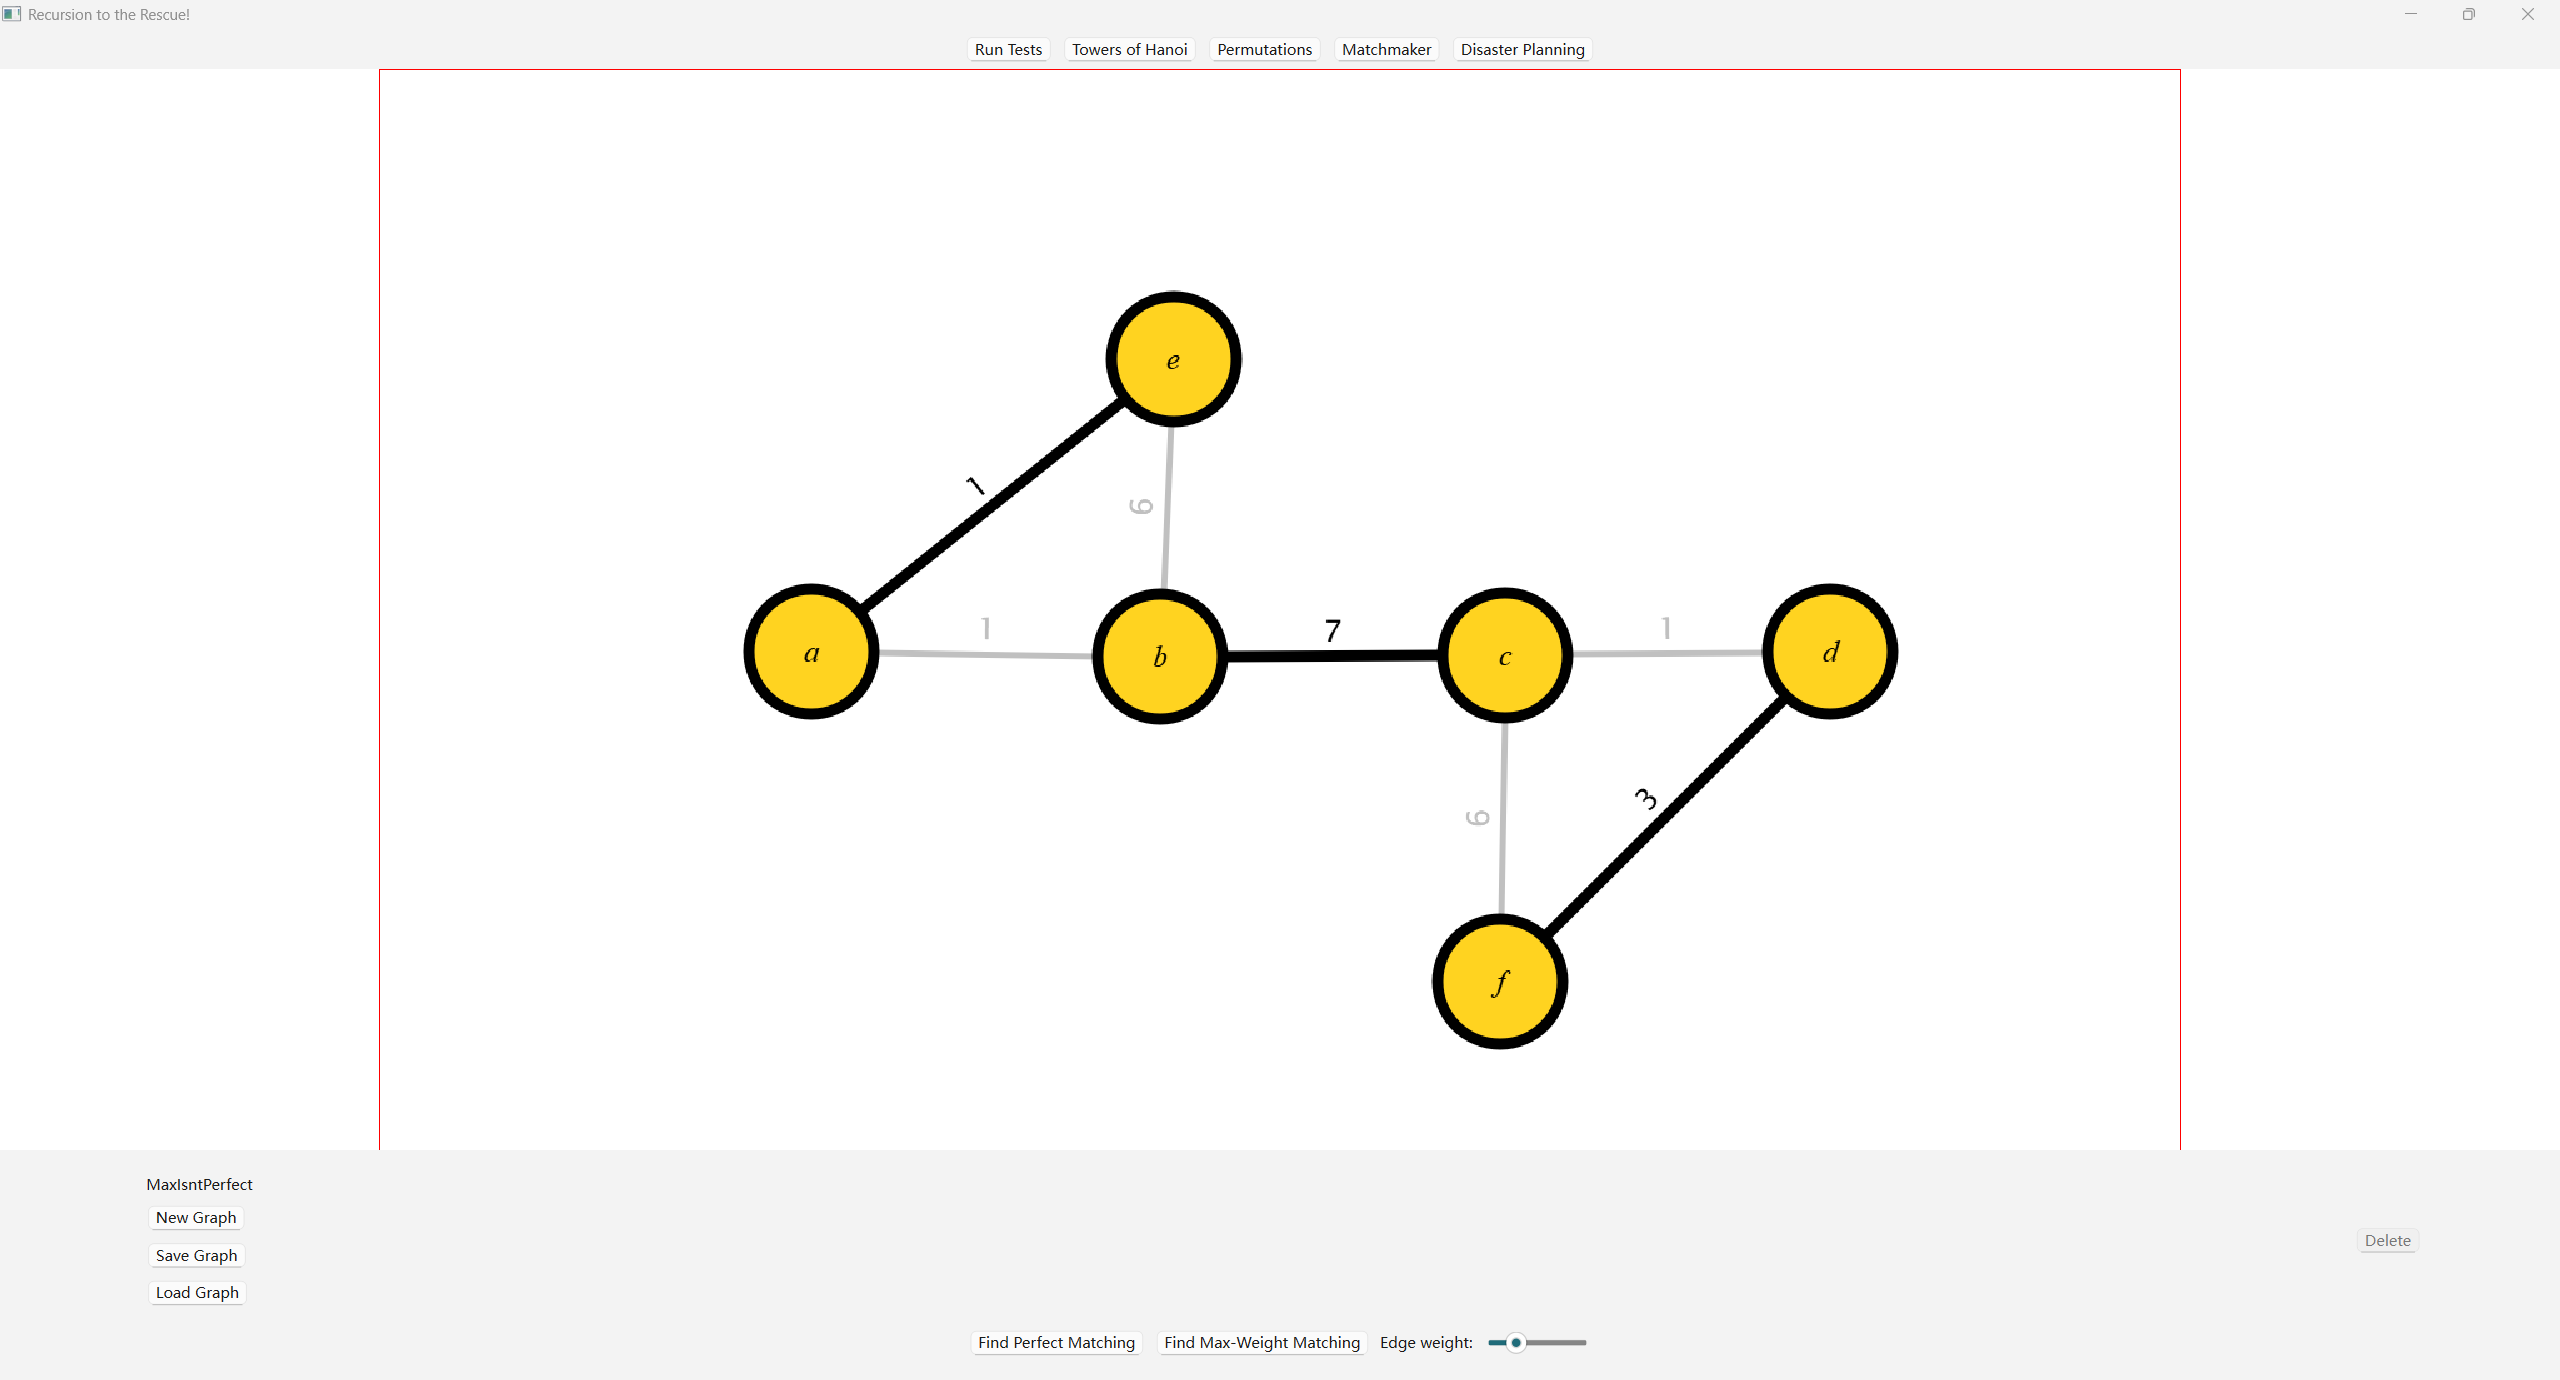 Recursion to the Rescue!
Run Tests Towers of Hanoi Permutations Matchmaker Disaster Planning
e
1
6
a 1 b 7 c 1 d
6
3
f
MaxIsntPerfect
New Graph
Save Graph
Load Graph
Delete
Find Perfect Matching Find Max-Weight Matching Edge weight: